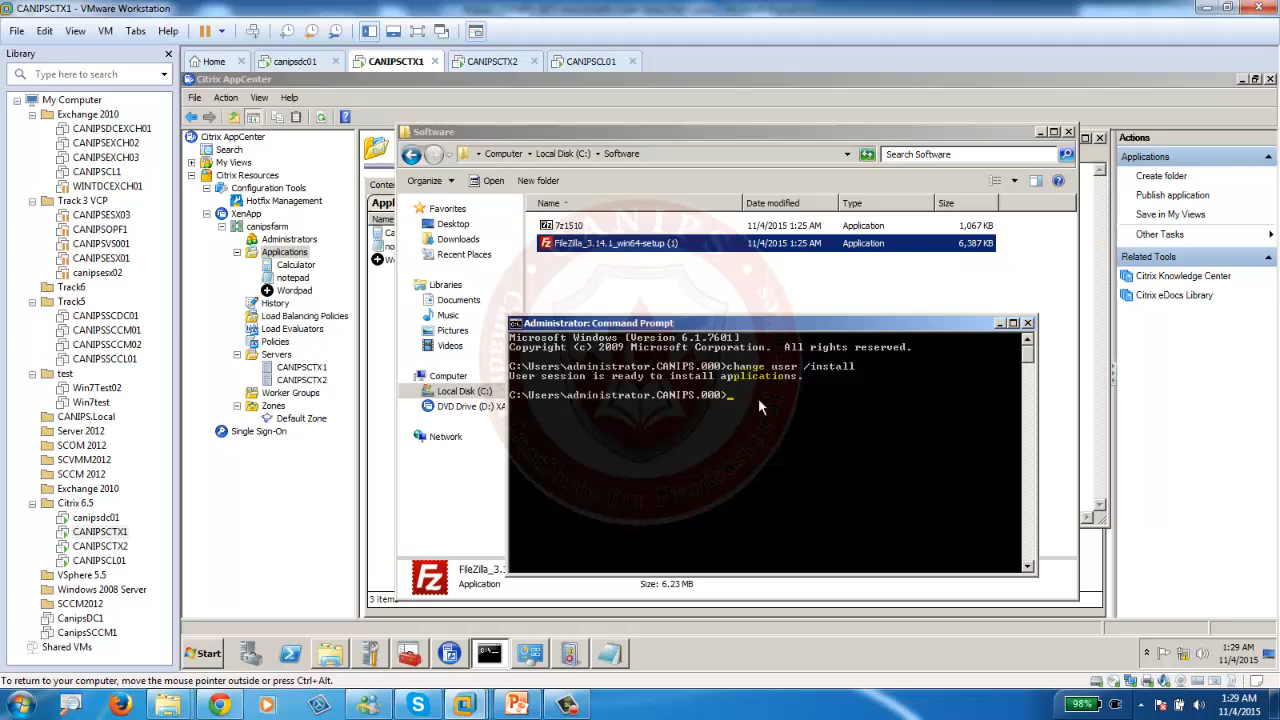 CANIPSCTX1 - VMware Workstation
File Edit View VM Tabs Help
Library
Type here to search
My Computer
Exchange 2010
CANIPSDCEXCH01
CANIPSEXCH02
CANIPSEXCH03
CANIPSCL1
WINTDCEXCH01
Track 3 VCP
CANIPSESX03
CANIPSOPF1
CANIPSVS001
CANIPSESX01
canipsesx02
Track6
Track5
CANIPSSCDC01
CANIPSSCCM01
CANIPSSCCM02
CANIPSSCCL01
test
Win7Test02
Win7test
CANIPS.Local
Server 2012
SCOM 2012
SCVMM2012
SCCM 2012
Exchange 2010
Citrix 6.5
canipsdc01
CANIPSCTX1
CANIPSCTX2
CANIPSCL01
VSphere 5.5
Windows 2008 Server
SCCM2012
CanipsDC1
CanipsSCCM1
Shared VMs
Home canipsdc01 CANIPSCTX1 CANIPSCTX2 CANIPSCL01
Citrix AppCenter
File Action View Help
Citrix AppCenter
Search
My Views
Citrix Resources
Configuration Tools
Hotfix Management
XenApp
canipsfarm
Administrators
Applications
Calculator
notepad
Wordpad
History
Load Balancing Policies
Load Evaluators
Policies
Servers
CANIPSCTX1
CANIPSCTX2
Worker Groups
Zones
Default Zone
Single Sign-On
Conte
Appl
Name
Ca
no
Wo
3 item
Software
Computer Local Disk (C:) Software
Search Software
Organize Open New folder
Favorites
Desktop
Downloads
Recent Places
Libraries
Documents
Music
Pictures
Videos
Computer
Local Disk (C:)
DVD Drive (D:) XA
Network
Name Date modified Type Size
7z1510 11/4/2015 1:25 AM Application 1,067 KB
FileZilla_3.14.1_win64-setup (1) 11/4/2015 1:25 AM Application 6,387 KB
FileZilla_3.
Application
Size: 6.23 MB
Administrator: Command Prompt
Microsoft Windows [Version 6.1.7601]
Copyright (c) 2009 Microsoft Corporation. All rights reserved.
C:\Users\administrator.CANIPS.000>change user /install
User session is ready to install applications.
C:\Users\administrator.CANIPS.000>_
Actions
Applications
Create folder
Publish application
Save in My Views
Other Tasks
Related Tools
Citrix Knowledge Center
Citrix eDocs Library
Start
1:29 AM
11/4/2015
To return to your computer, move the mouse pointer outside or press Ctrl+Alt.
98%
1:29 AM
11/4/2015